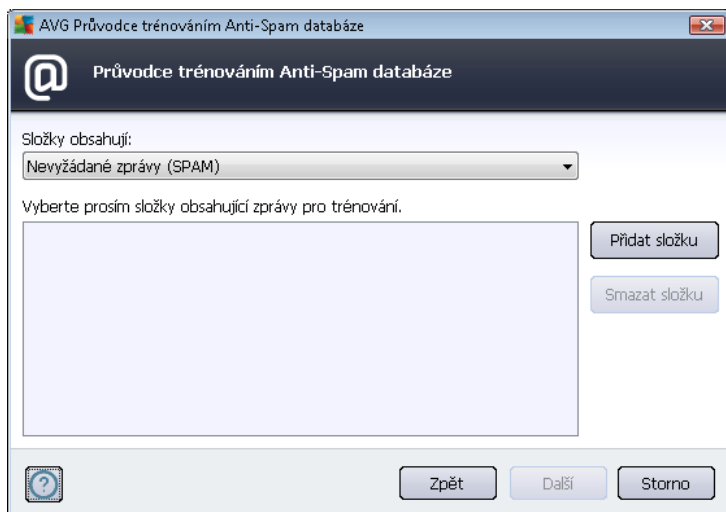 AVG Průvodce trénováním Anti-Spam databáze
Průvodce trénováním Anti-Spam databáze
Složky obsahují:
Nevyžádané zprávy (SPAM)
Vyberte prosím složky obsahující zprávy pro trénování.
Přidat složku
Smazat složku
Zpět
Další
Storno